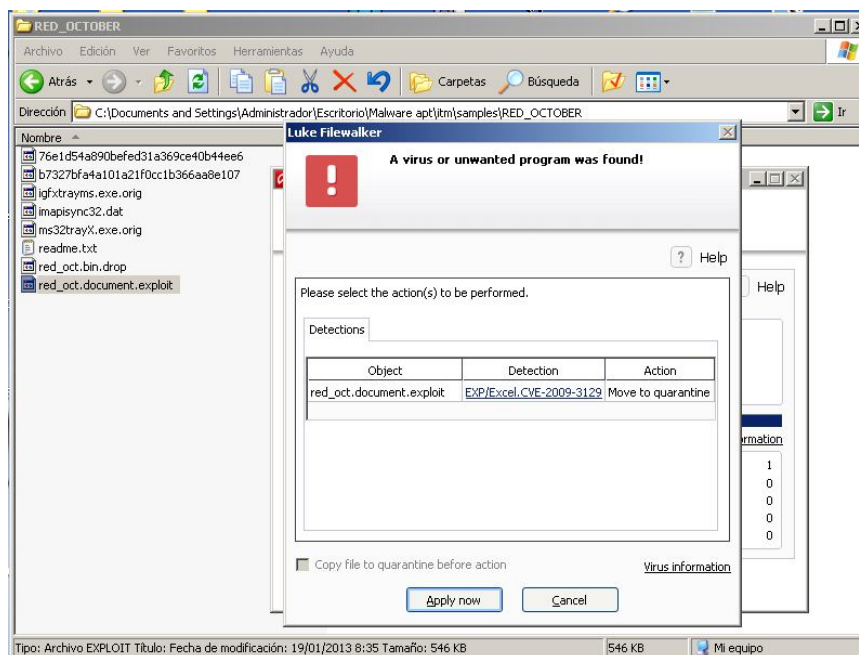 RED_OCTOBER
Archivo Edición Ver Favoritos Herramientas Ayuda
Atrás Carpetas Búsqueda
Dirección C:\Documents and Settings\Administrador\Escritorio\Malware apt\itm\samples\RED_OCTOBER Ir
Nombre
76e1d54a890befed31a369ce40b44ee6
b7327bfa4a101a21f0cc1b366aa8e107
igfxtrayms.exe.orig
imapisync32.dat
ms32trayX.exe.orig
readme.txt
red_oct.bin.drop
red_oct.document.exploit
Luke Filewalker
A virus or unwanted program was found!
? Help
Help
Please select the action(s) to be performed.
Detections
Object Detection Action
red_oct.document.exploit EXP/Excel.CVE-2009-3129 Move to quarantine
1
0
0
0
0
Copy file to quarantine before action
Virus information
Apply now Cancel
Tipo: Archivo EXPLOIT Título: Fecha de modificación: 19/01/2013 8:35 Tamaño: 546 KB 546 KB Mi equipo